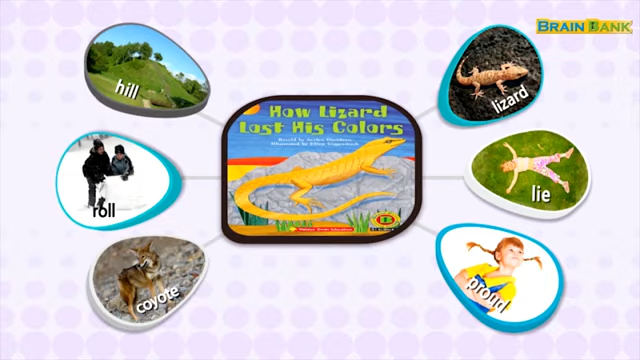 BRAIN BANK
hill
lizard
How Lizard
Lost His Colors
roll
lie
coyote
proud